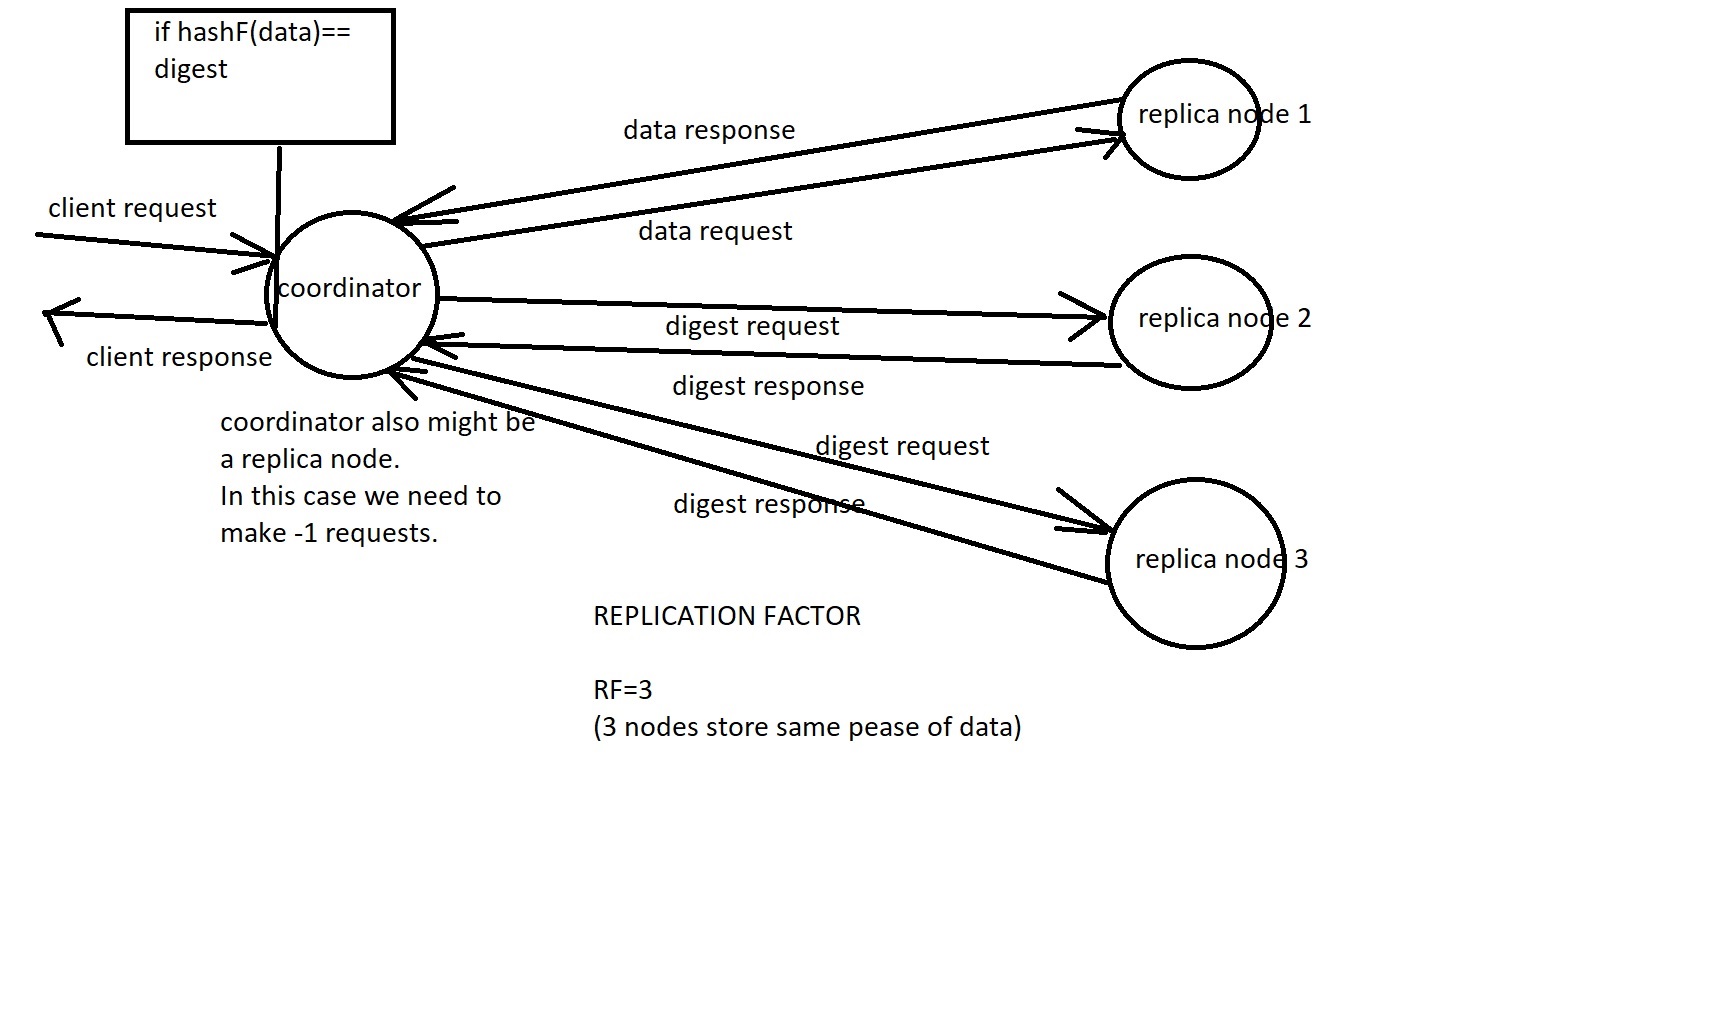 if hashF(data)==
digest
client request
data response
replica node 1
data request
coordinator
digest request
replica node 2
client response
digest response
coordinator also might be
a replica node.
In this case we need to
make -1 requests.
digest request
digest response
replica node 3
REPLICATION FACTOR
RF=3
(3 nodes store same pease of data)